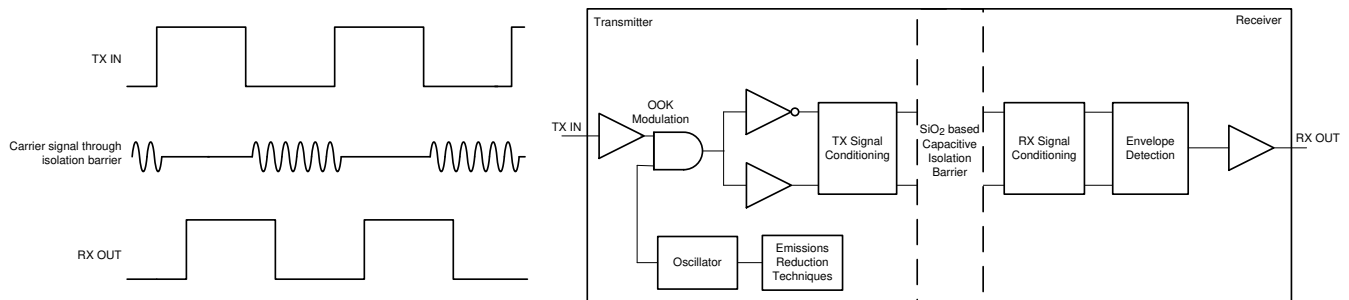 TX IN
Carrier signal through
isolation barrier
RX OUT
Transmitter
Receiver
TX IN
OOK
Modulation
TX Signal
Conditioning
SiO₂ based
Capacitive
Isolation
Barrier
RX Signal
Conditioning
Envelope
Detection
RX OUT
Oscillator
Emissions
Reduction
Techniques